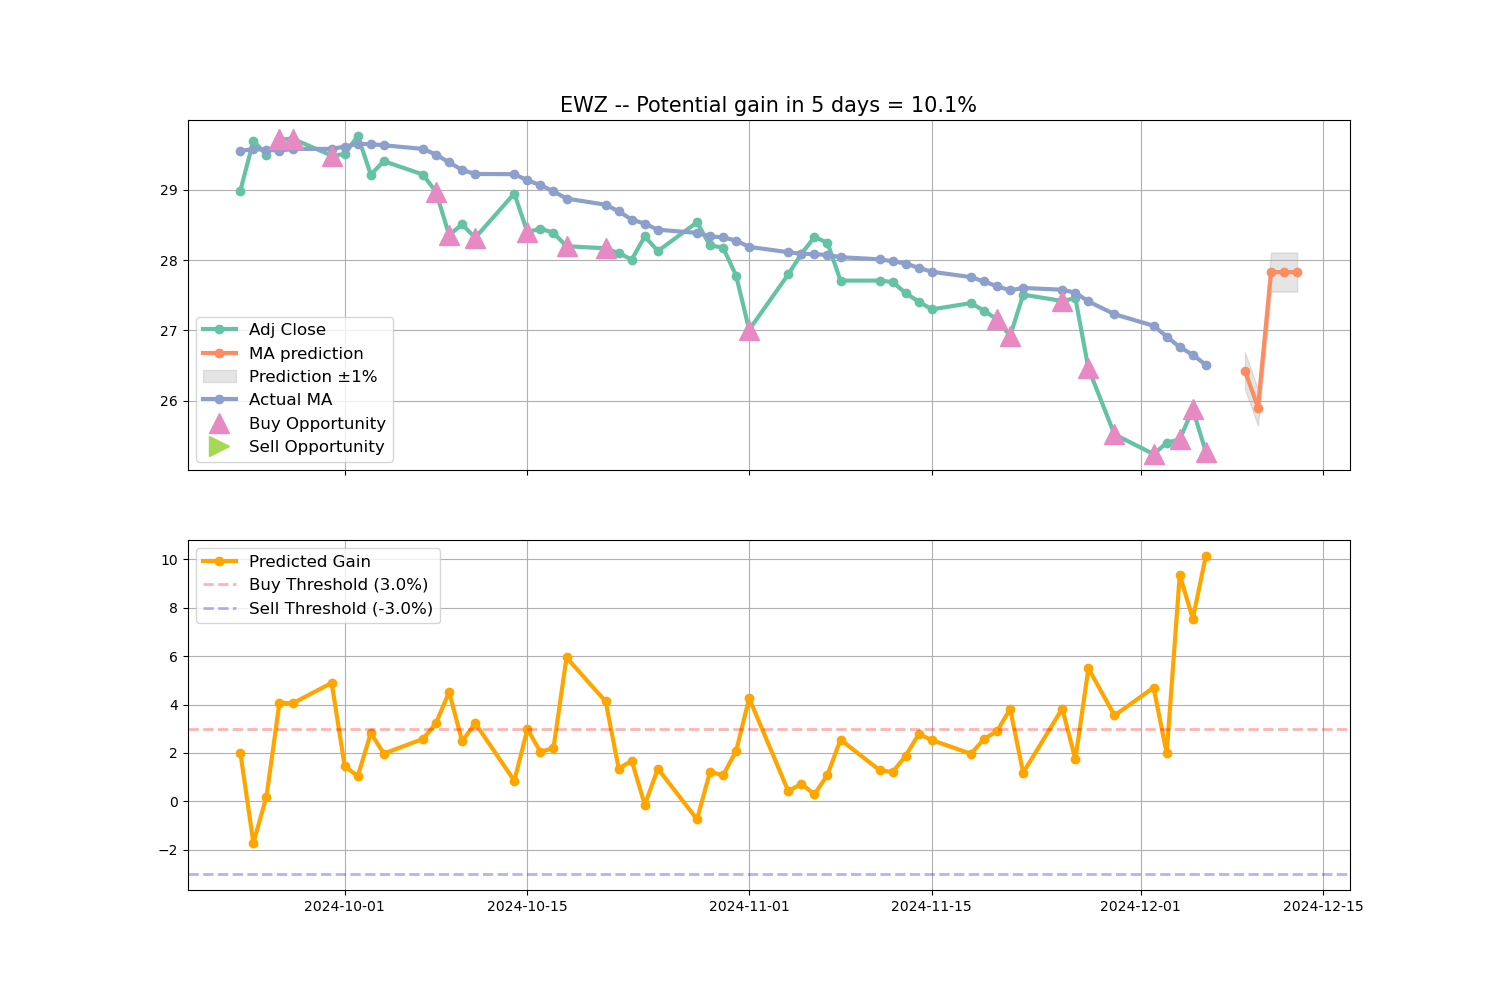 EWZ -- Potential gain in 5 days = 10.1%
29
28
27
26
Adj Close
MA prediction
Prediction ±1%
Actual MA
Buy Opportunity
Sell Opportunity
10
8
6
4
2
0
−2
Predicted Gain
Buy Threshold (3.0%)
Sell Threshold (-3.0%)
2024-10-01
2024-10-15
2024-11-01
2024-11-15
2024-12-01
2024-12-15